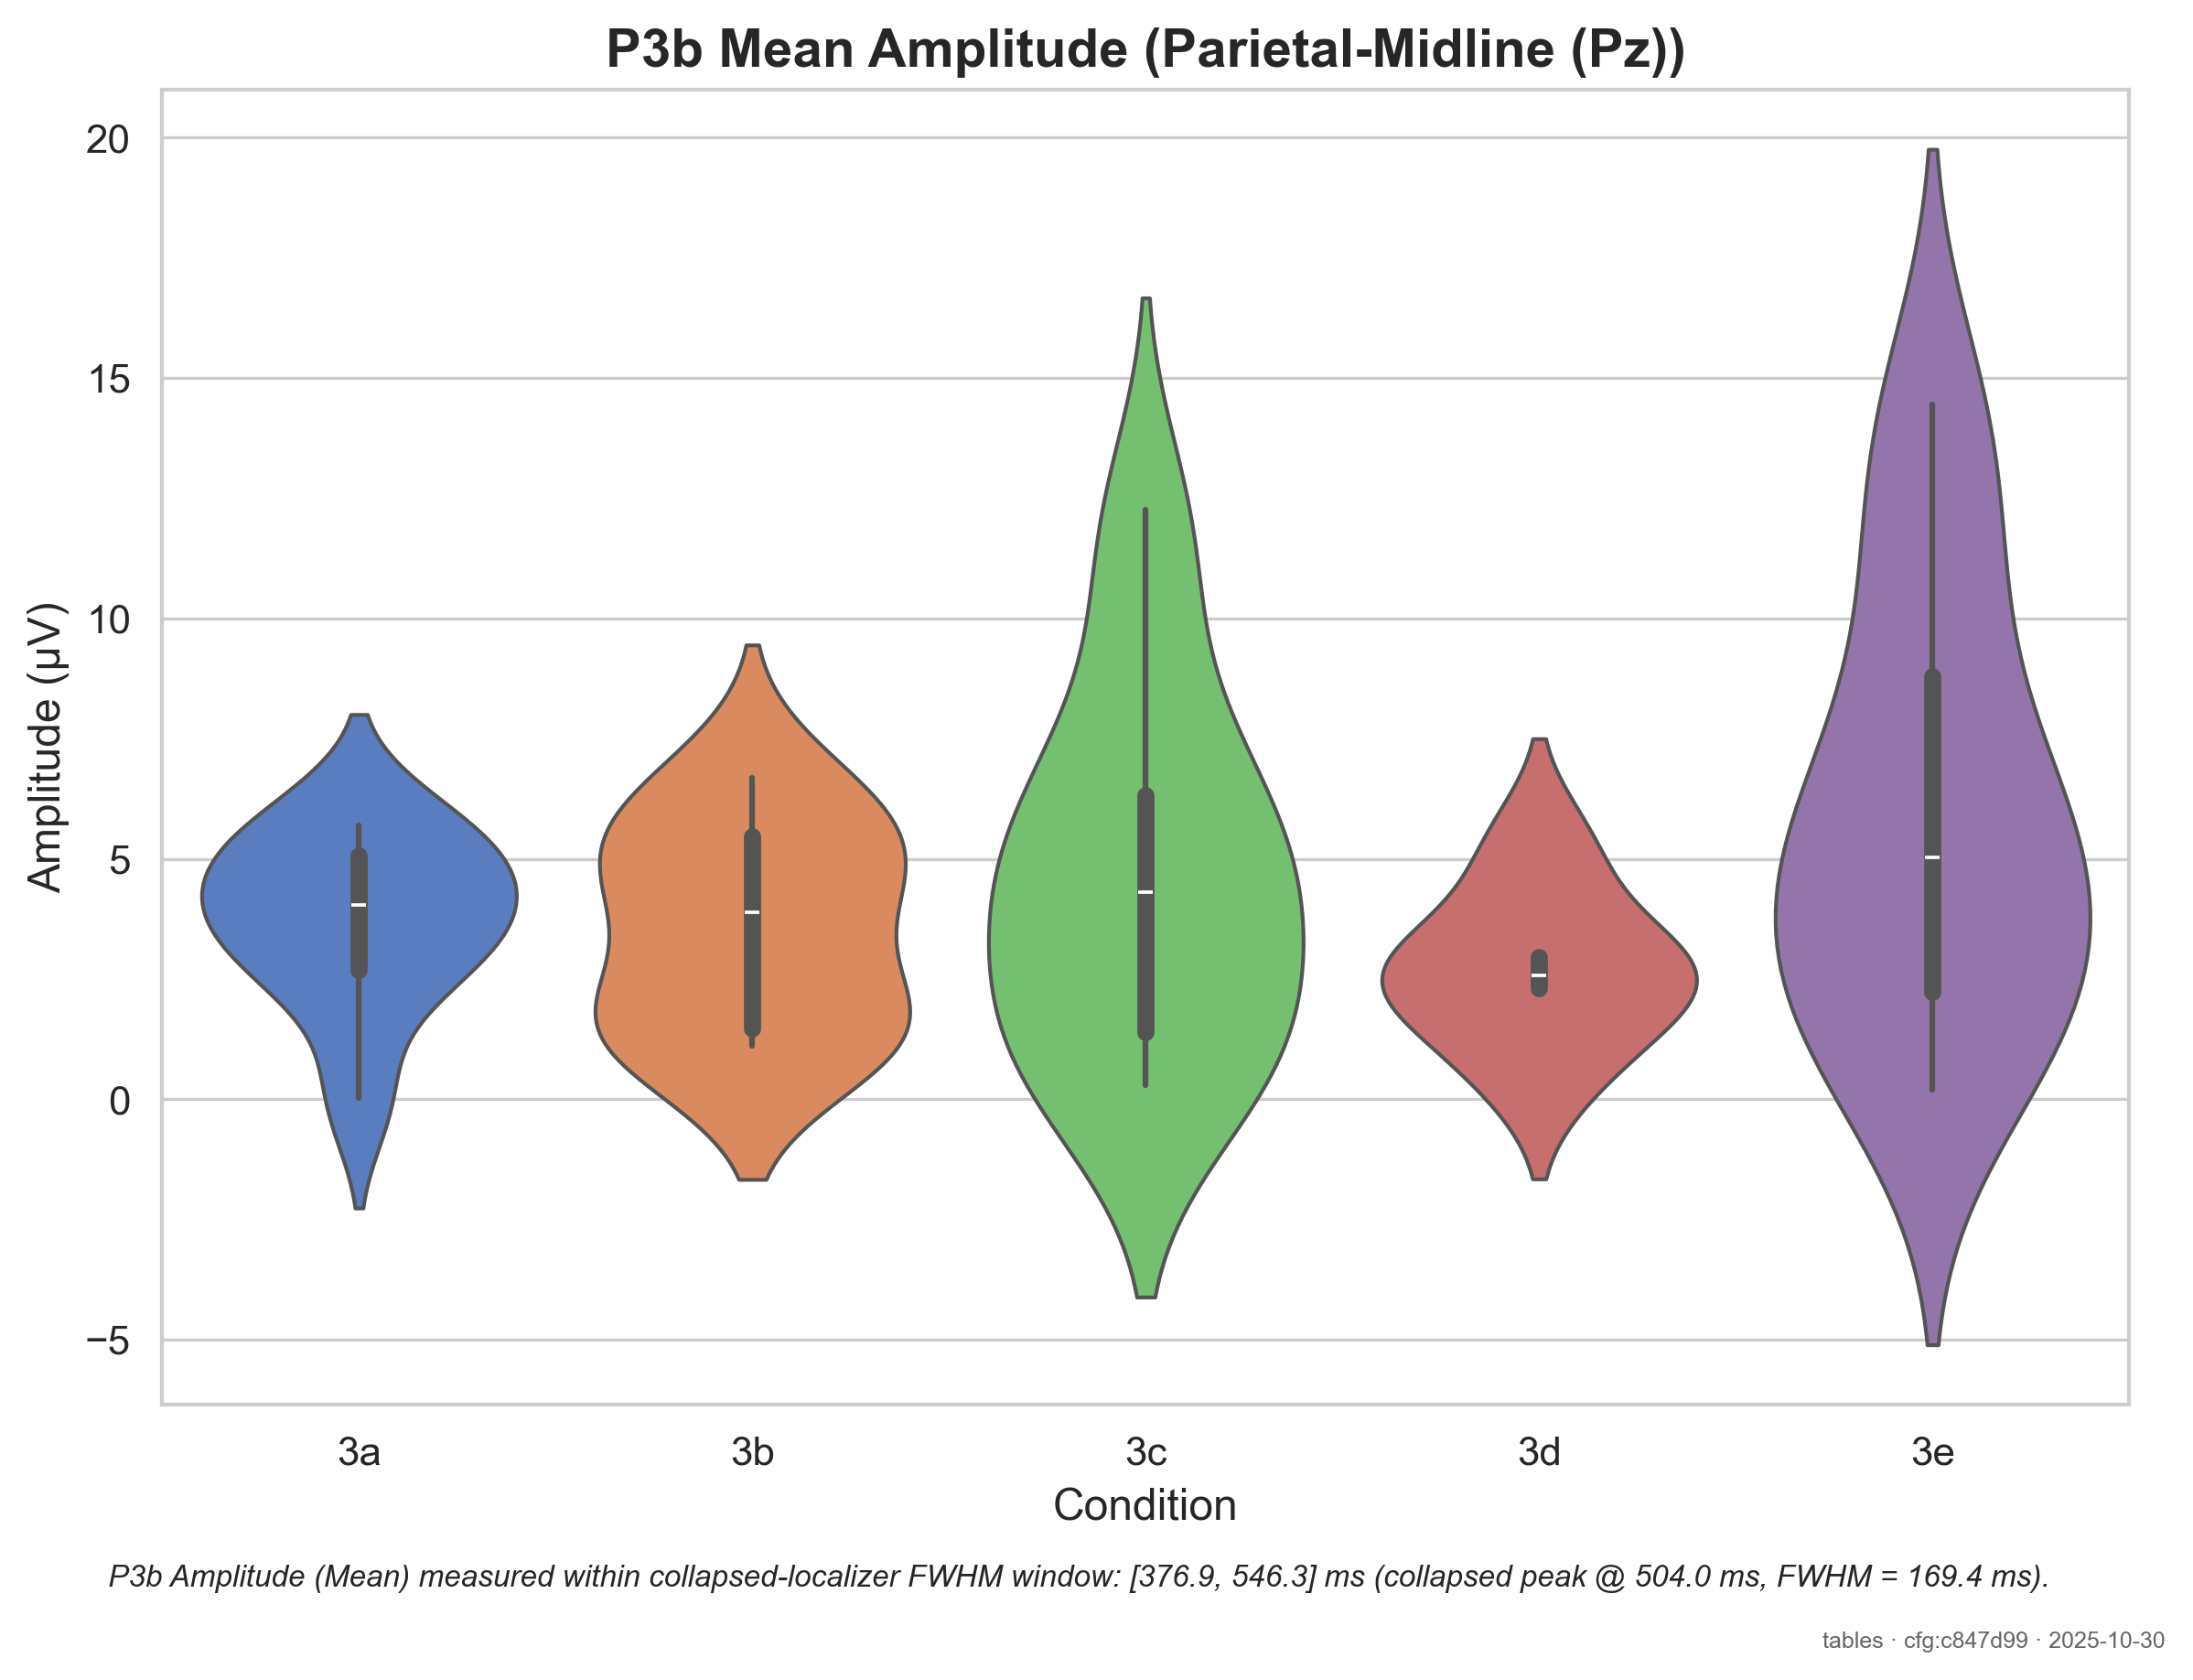 P3b Mean Amplitude (Parietal-Midline (Pz))
Amplitude (µV)
20
15
10
5
0
−5
3a 3b 3c 3d 3e
Condition
P3b Amplitude (Mean) measured within collapsed-localizer FWHM window: [376.9, 546.3] ms (collapsed peak @ 504.0 ms, FWHM = 169.4 ms).
tables · cfg:c847d99 · 2025-10-30